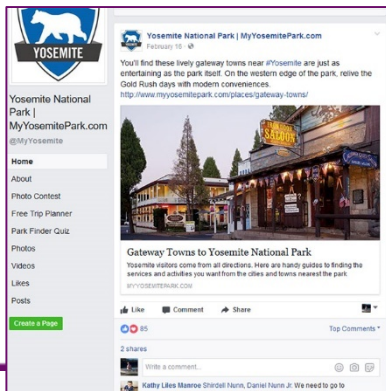 YOSEMITE
Yosemite National
Park |
MyYosemitePark.com
@MyYosemite
Home
About
Photo Contest
Free Trip Planner
Park Finder Quiz
Photos
Videos
Likes
Posts
Create a Page
Yosemite National Park | MyYosemitePark.com
February 16
You'll find these lively gateway towns near #Yosemite are just as
entertaining as the park itself. On the western edge of the park, relive the
Gold Rush days with modern conveniences.
http://www.myyosemitepark.com/places/gateway-towns/
SALOON
Gateway Towns to Yosemite National Park
Yosemite visitors come from all directions. Here are handy guides to finding the
services and activities you want from the cities and towns nearest the park
MYYOSEMITEPARK.COM
Like Comment Share
85 Top Comments
2 shares
Write a comment...
Kathy Liles Manroe Shirdell Nunn, Daniel Nunn Jr. We need to go to